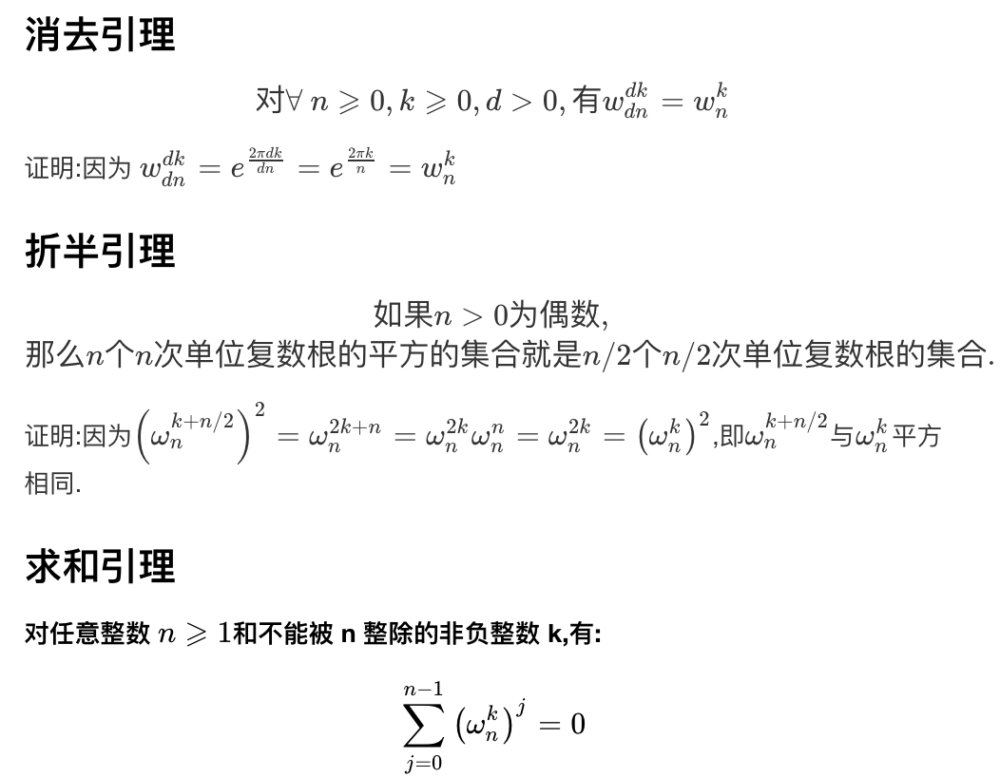 消去引理
对∀ n ⩾ 0, k ⩾ 0, d > 0, 有$w_{dn}^{dk} = w_n^k$
证明:因为 $w_{dn}^{dk} = e^{\frac{2\pi dk}{dn}} = e^{\frac{2\pi k}{n}} = w_n^k$
折半引理
如果n > 0为偶数,
那么n个n次单位复数根的平方的集合就是n/2个n/2次单位复数根的集合.
证明:因为$\left(\omega_n^{k+n/2}\right)^2 = \omega_n^{2k+n} = \omega_n^{2k}\omega_n^n = \omega_n^{2k} = \left(\omega_n^k\right)^2$,即$\omega_n^{k+n/2}$与$\omega_n^k$平方
相同.
求和引理
对任意整数 n ⩾ 1和不能被 n 整除的非负整数 k,有:
$\sum_{j=0}^{n-1} \left(\omega_n^k\right)^j = 0$